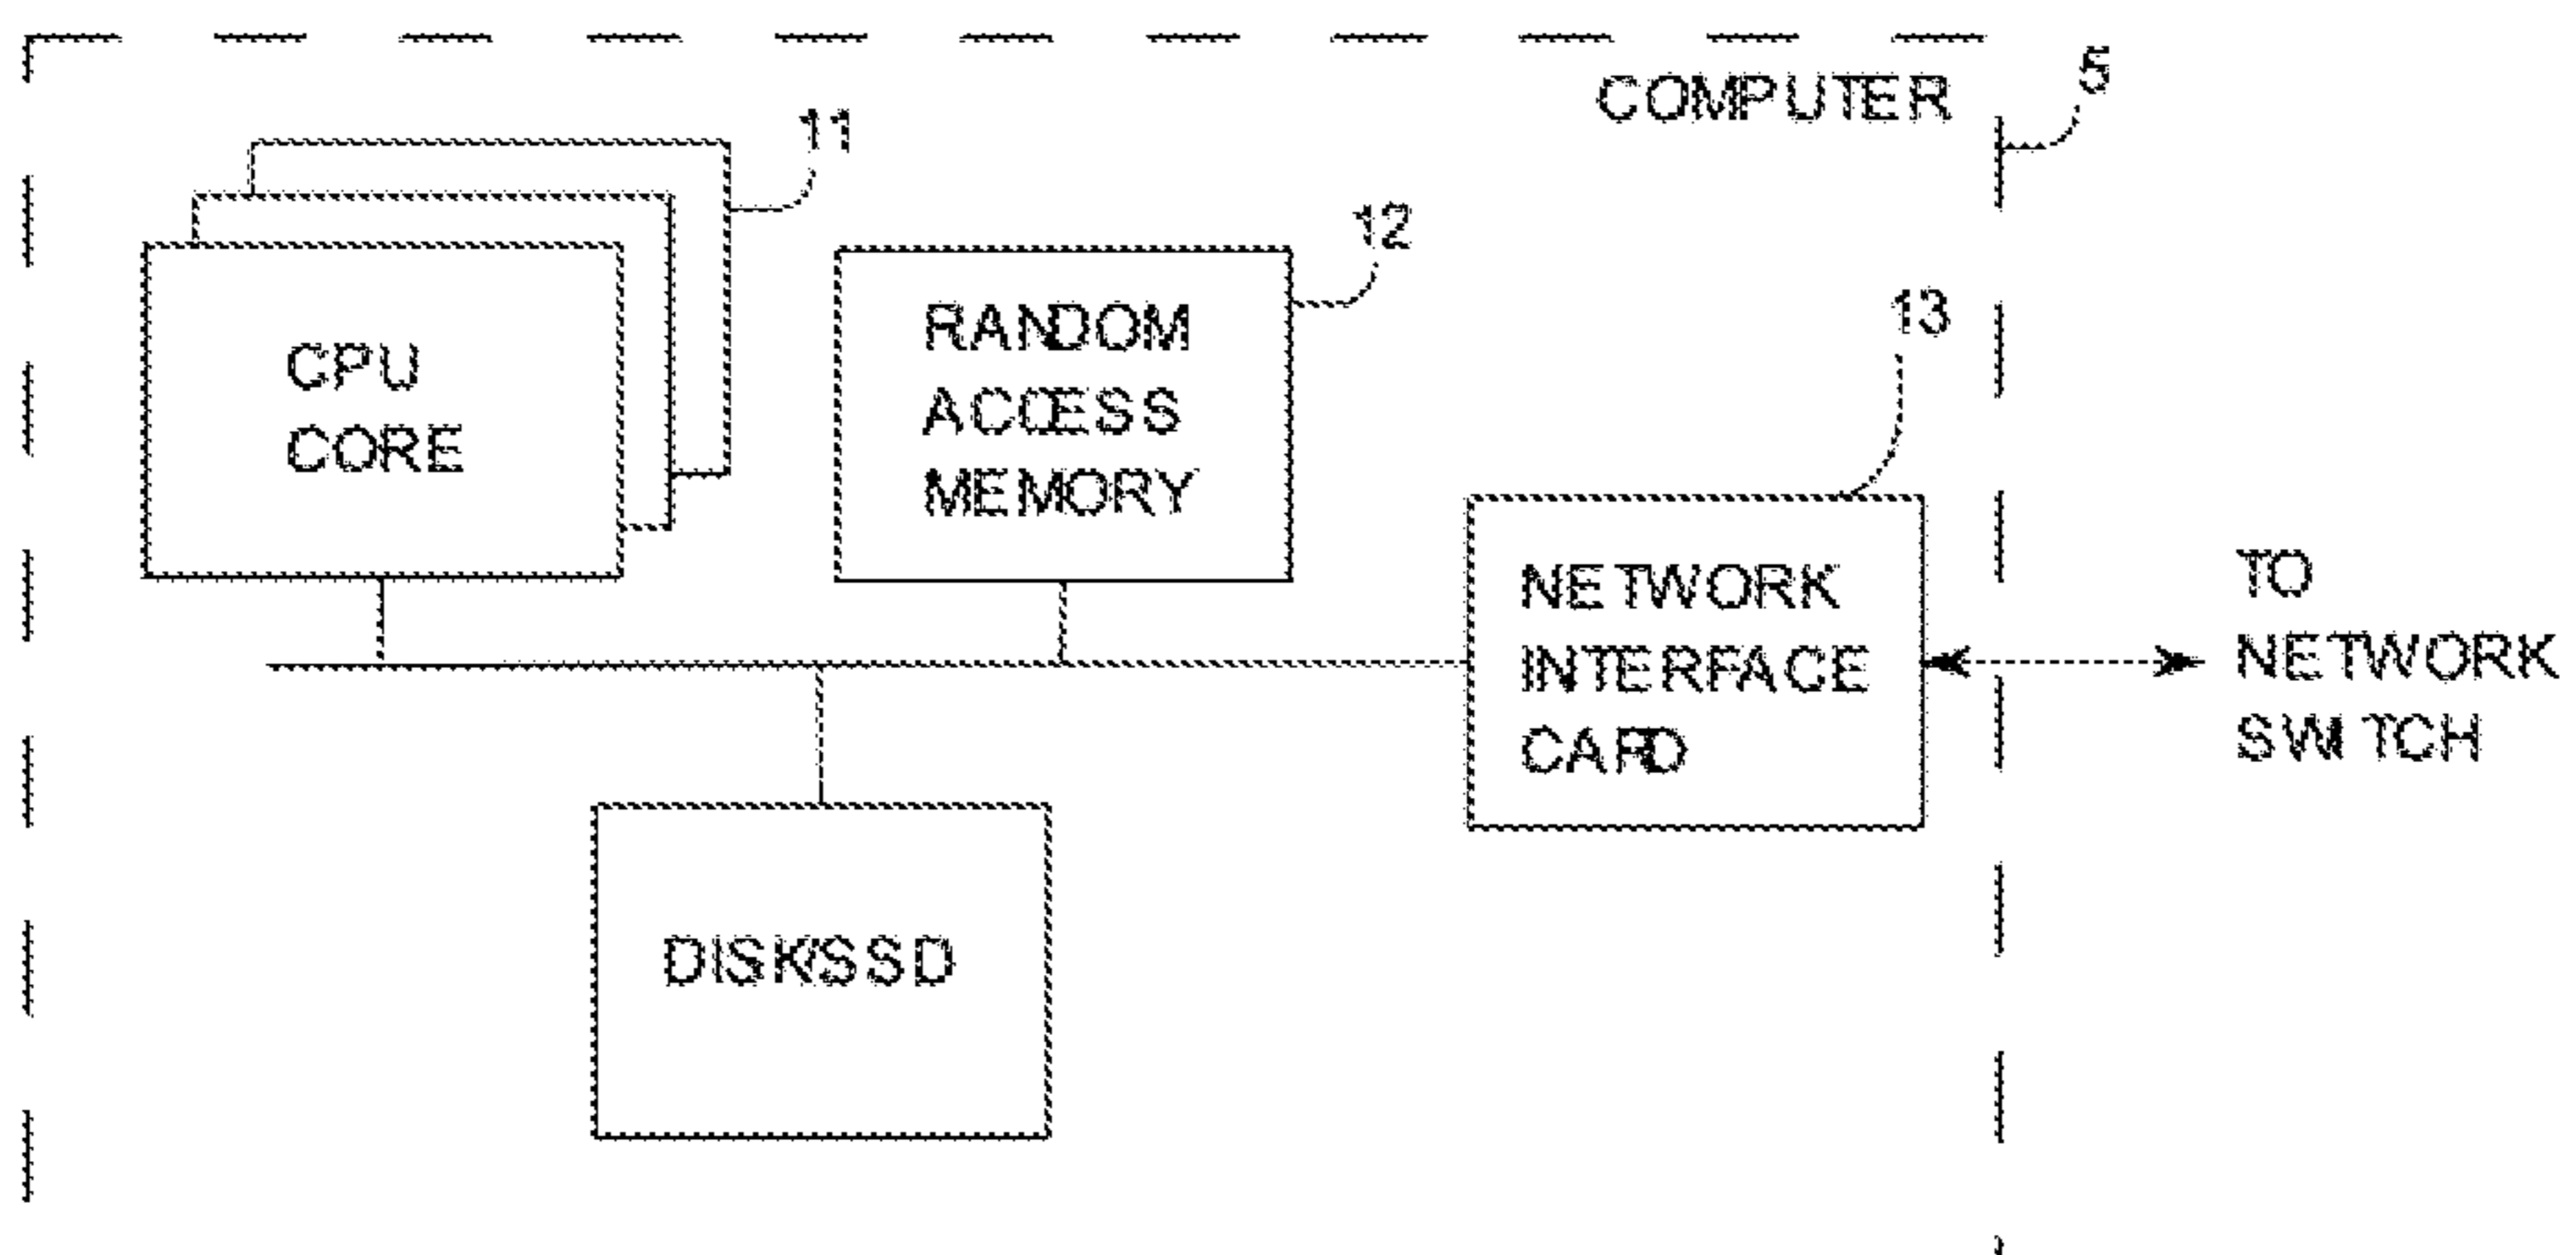 COMPUTER
5
11
12
13
CPU
CORE
RANDOM
ACCESS
MEMORY
NETWORK
INTERFACE
CARD
TO
NETWORK
SWITCH
DISK/SSD